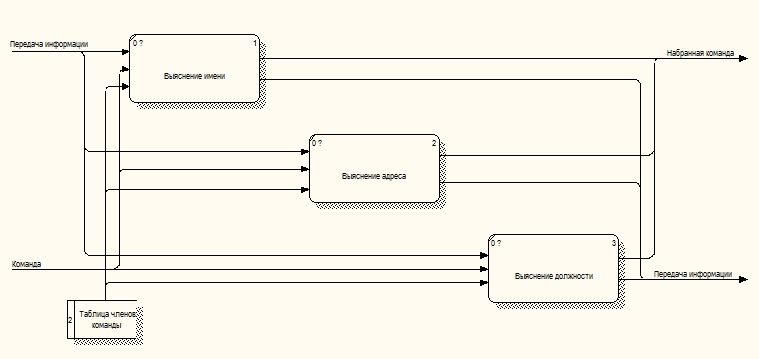 Передача информации
0 ?
1
Выяснение имени
Набранная команда
0 ?
2
Выяснение адреса
0 ?
3
Выяснение должности
Команда
Передача информации
2
Таблица членов
команды